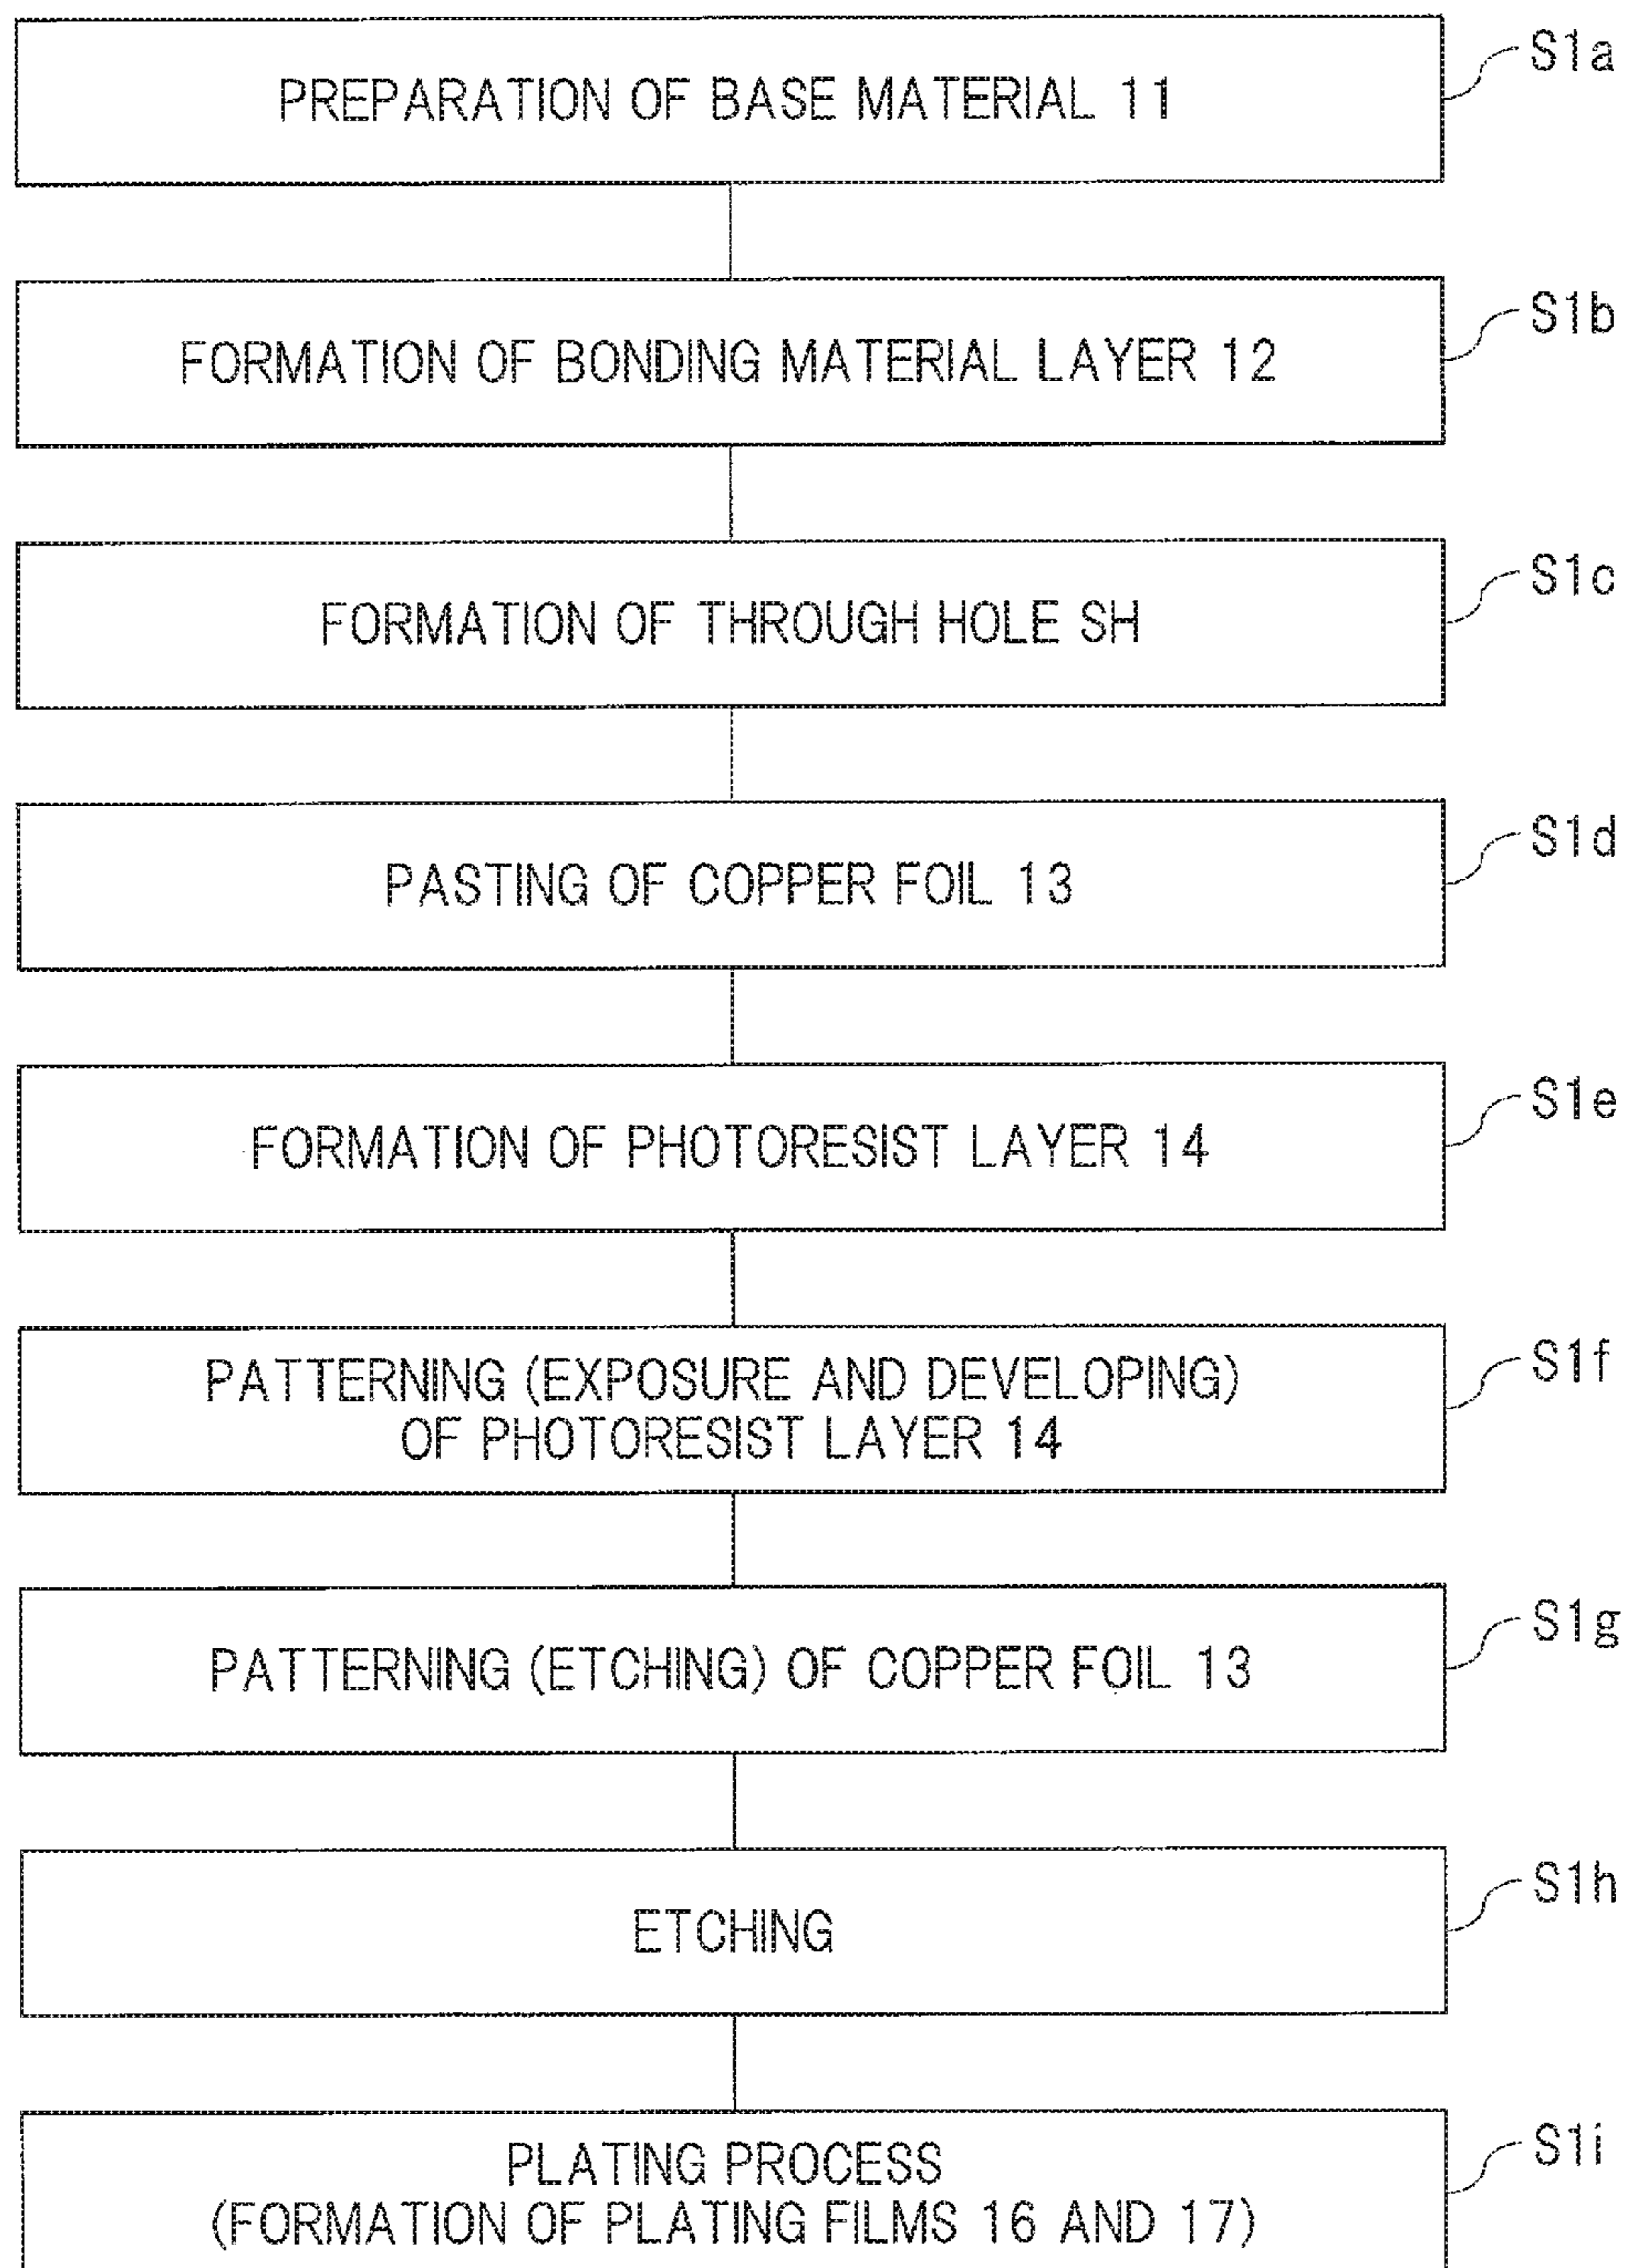 PREPARATION OF BASE MATERIAL 11
S1a
FORMATION OF BONDING MATERIAL LAYER 12
S1b
FORMATION OF THROUGH HOLE SH
S1c
PASTING OF COPPER FOIL 13
S1d
FORMATION OF PHOTORESIST LAYER 14
S1e
PATTERNING (EXPOSURE AND DEVELOPING)
OF PHOTORESIST LAYER 14
S1f
PATTERNING (ETCHING) OF COPPER FOIL 13
S1g
ETCHING
S1h
PLATING PROCESS
(FORMATION OF PLATING FILMS 16 AND 17)
S1i